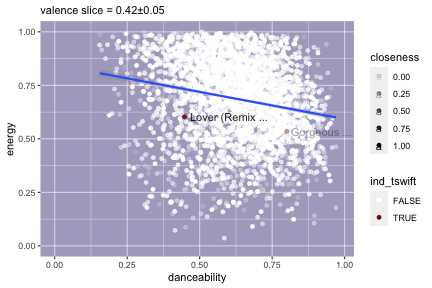 valence slice = 0.42±0.05
1.00
0.75
0.50
0.25
0.00
energy
Lover (Remix ...
Gorgeous ...
0.00 0.25 0.50 0.75 1.00
danceability
closeness
0.00
0.25
0.50
0.75
1.00
ind_tswift
FALSE
TRUE